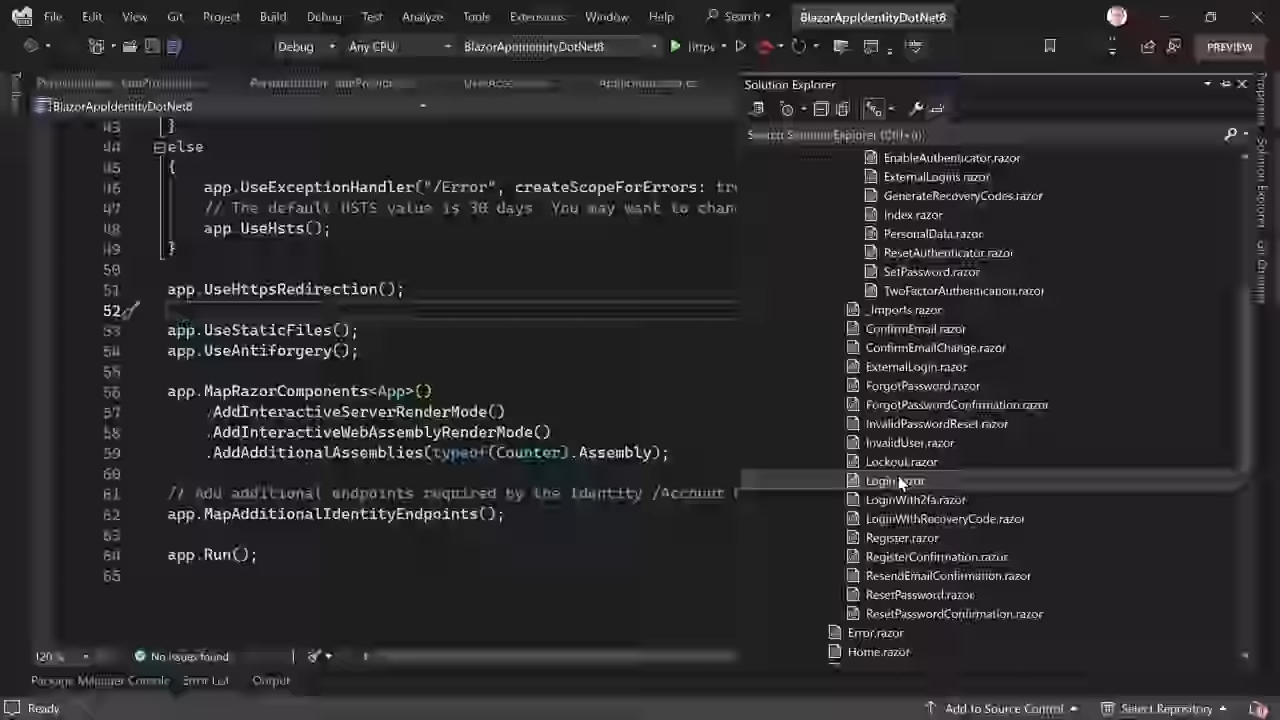 File Edit View Git Project Build Debug Test Analyze Tools Extensions Window Help Search BlazorAppIdentityDotNet8
Debug Any CPU https PREVIEW
Solution Explorer
BlazorAppIdentityDotNet8
Search Solution Explorer (Ctrl+;)
43 }
44 else
45 {
46 app.UseExceptionHandler("/Error", createScopeForErrors:
47 // The default HSTS value is 30 days. You may want to
48 app.UseHsts();
49 }
50
51 app.UseHttpsRedirection();
52
53 app.UseStaticFiles();
54 app.UseAntiforgery();
55
56 app.MapRazorComponents<App>()
57 .AddInteractiveServerRenderMode()
58 .AddInteractiveWebAssemblyRenderMode()
59 .AddAdditionalAssemblies(typeof(Counter).Assembly);
60
61 // Add additional endpoints required by the Identity /Account
62 app.MapAdditionalIdentityEndpoints();
63
64 app.Run();
65
EnableAuthenticator.razor
ExternalLogins.razor
GenerateRecoveryCodes.razor
Index.razor
PersonalData.razor
ResetAuthenticator.razor
SetPassword.razor
TwoFactorAuthentication.razor
_Imports.razor
ConfirmEmail.razor
ConfirmEmailChange.razor
ExternalLogin.razor
ForgotPassword.razor
ForgotPasswordConfirmation.razor
InvalidPasswordReset.razor
InvalidUser.razor
Lockout.razor
Login.razor
LoginWith2fa.razor
LoginWithRecoveryCode.razor
Register.razor
RegisterConfirmation.razor
ResendEmailConfirmation.razor
ResetPassword.razor
ResetPasswordConfirmation.razor
Error.razor
Home.razor
120 % No issues found
Package Manager Console Error List Output
Ready Add to Source Control Select Repository